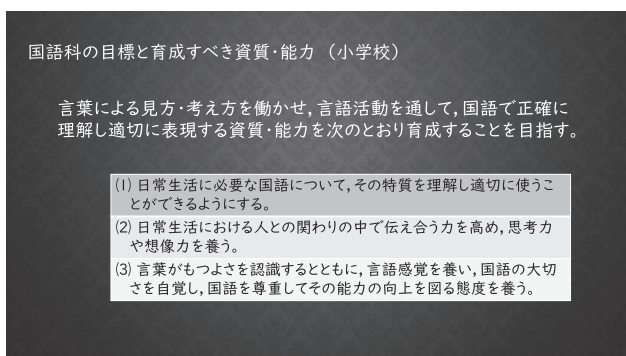 国語科の目標と育成すべき資質・能力 （小学校）
言葉による見方・考え方を働かせ，言語活動を通して，国語で正確に
理解し適切に表現する資質・能力を次のとおり育成することを目指す。
(1) 日常生活に必要な国語について，その特質を理解し適切に使うこ
とができるようにする。
(2) 日常生活における人との関わりの中で伝え合う力を高め，思考力
や想像力を養う。
(3) 言葉がもつよさを認識するとともに，言語感覚を養い，国語の大切
さを自覚し，国語を尊重してその能力の向上を図る態度を養う。